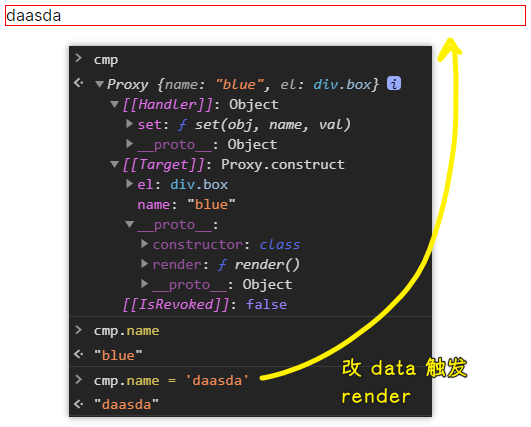 daasda
cmp
Proxy {name: "blue", el: div.box} i
[[Handler]]: Object
set: ƒ set(obj, name, val)
__proto__: Object
[[Target]]: Proxy.construct
el: div.box
name: "blue"
__proto__:
constructor: class
render: ƒ render()
__proto__: Object
[[IsRevoked]]: false
cmp.name
"blue"
cmp.name = 'daasda'
"daasda"
改 data 触发
render